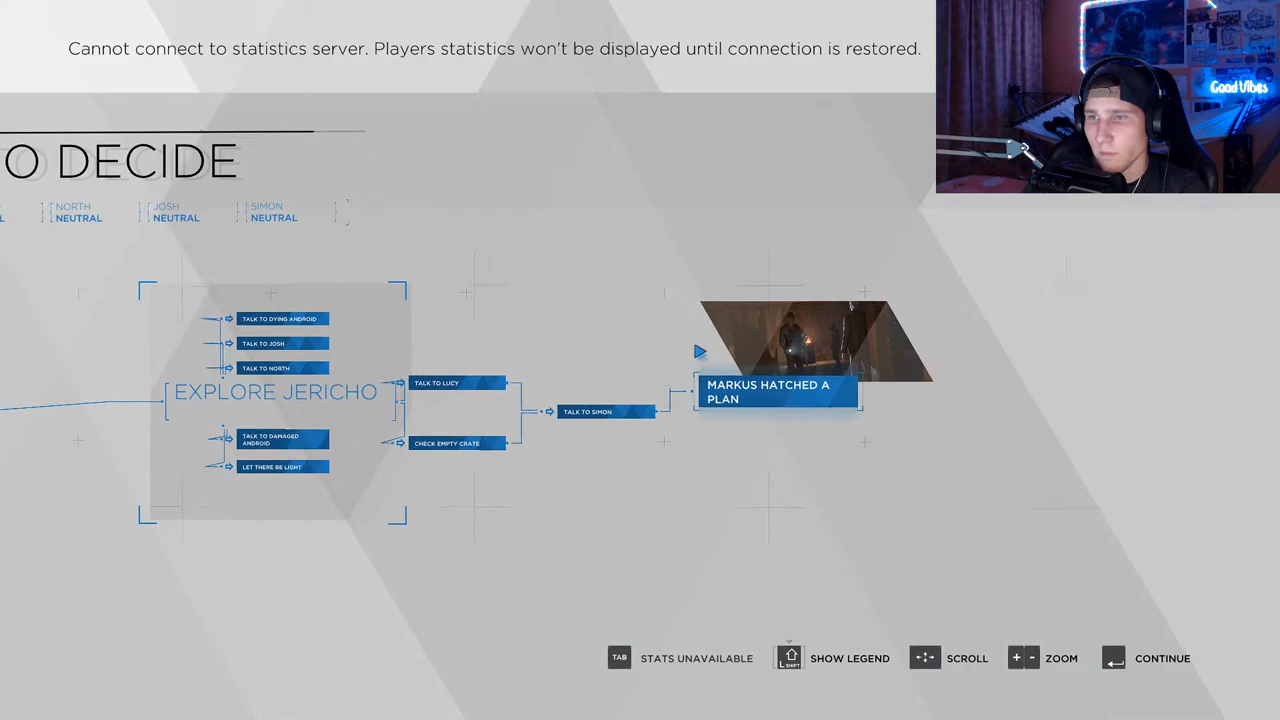 Cannot connect to statistics server. Players statistics won't be displayed until connection is restored.
Good Vibes
O DECIDE
NORTH
NEUTRAL
JOSH
NEUTRAL
SIMON
NEUTRAL
TALK TO DYING ANDROID
TALK TO JOSH
TALK TO NORTH
EXPLORE JERICHO
TALK TO LUCY
MARKUS HATCHED A
PLAN
TALK TO SIMON
TALK TO DAMAGED
ANDROID
CHECK EMPTY CRATE
LET THERE BE LIGHT
TAB STATS UNAVAILABLE
L SHIFT SHOW LEGEND
SCROLL
+ - ZOOM
CONTINUE